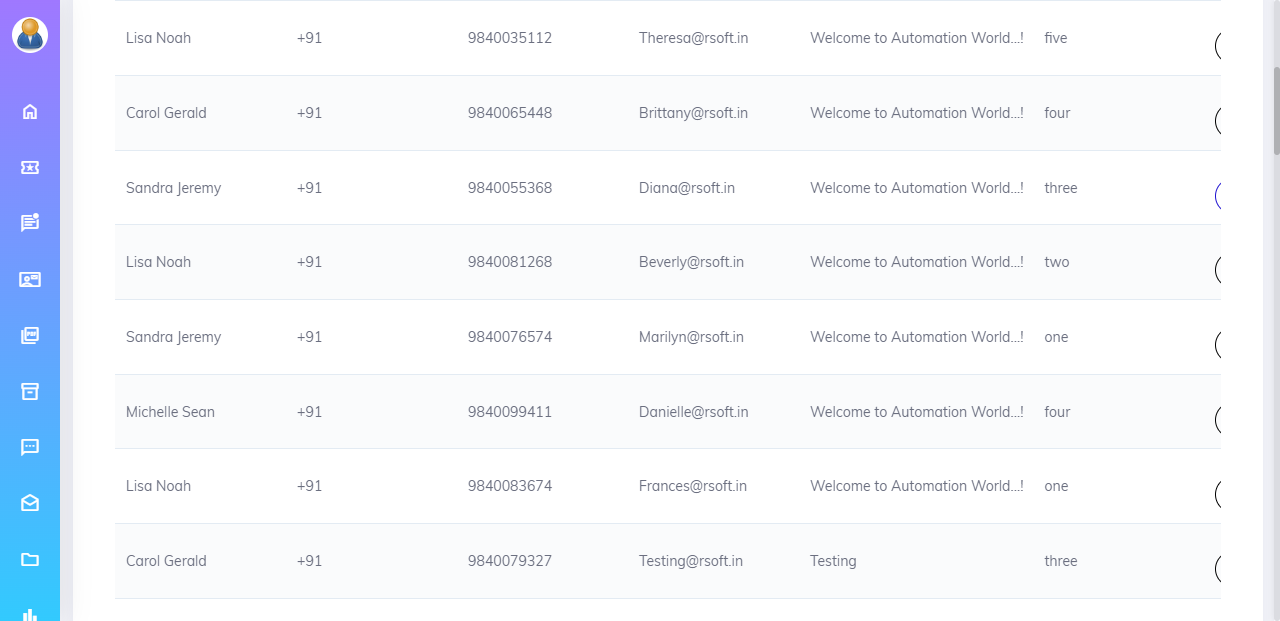 Lisa Noah +91 9840035112 Theresa@rsoft.in Welcome to Automation World...! five
Carol Gerald +91 9840065448 Brittany@rsoft.in Welcome to Automation World...! four
Sandra Jeremy +91 9840055368 Diana@rsoft.in Welcome to Automation World...! three
Lisa Noah +91 9840081268 Beverly@rsoft.in Welcome to Automation World...! two
Sandra Jeremy +91 9840076574 Marilyn@rsoft.in Welcome to Automation World...! one
Michelle Sean +91 9840099411 Danielle@rsoft.in Welcome to Automation World...! four
Lisa Noah +91 9840083674 Frances@rsoft.in Welcome to Automation World...! one
Carol Gerald +91 9840079327 Testing@rsoft.in Testing three